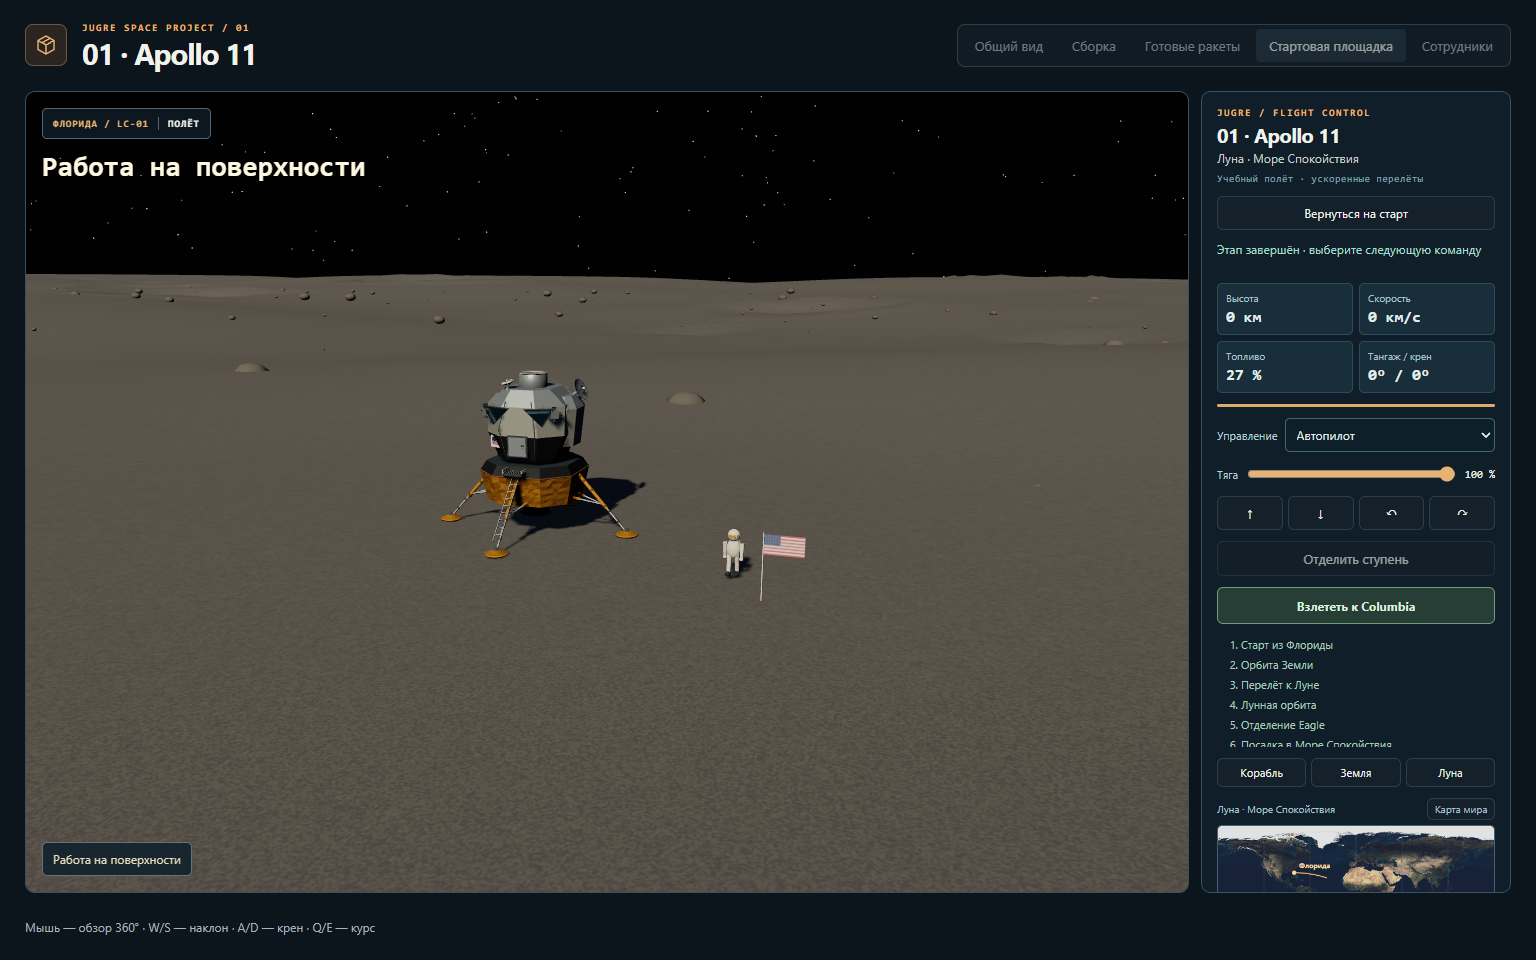 JUGRE SPACE PROJECT / 01
01 · Apollo 11
Общий вид
Сборка
Готовые ракеты
Стартовая площадка
Сотрудники
ФЛОРИДА / LC-01 | ПОЛЁТ
Работа на поверхности
Работа на поверхности
JUGRE / FLIGHT CONTROL
01 · Apollo 11
Луна · Море Спокойствия
Учебный полёт · ускоренные перелёты
Вернуться на старт
Этап завершён · выберите следующую команду
Высота
0 км
Скорость
0 км/с
Топливо
27 %
Тангаж / крен
0° / 0°
Управление
Автопилот
Тяга
100 %
↑
↓
↶
↷
Отделить ступень
Взлететь к Columbia
1. Старт из Флориды
2. Орбита Земли
3. Перелёт к Луне
4. Лунная орбита
5. Отделение Eagle
6. Посадка в Море Спокойствия
Корабль
Земля
Луна
Луна · Море Спокойствия
Карта мира
Флорида
Мышь — обзор 360° · W/S — наклон · A/D — крен · Q/E — курс